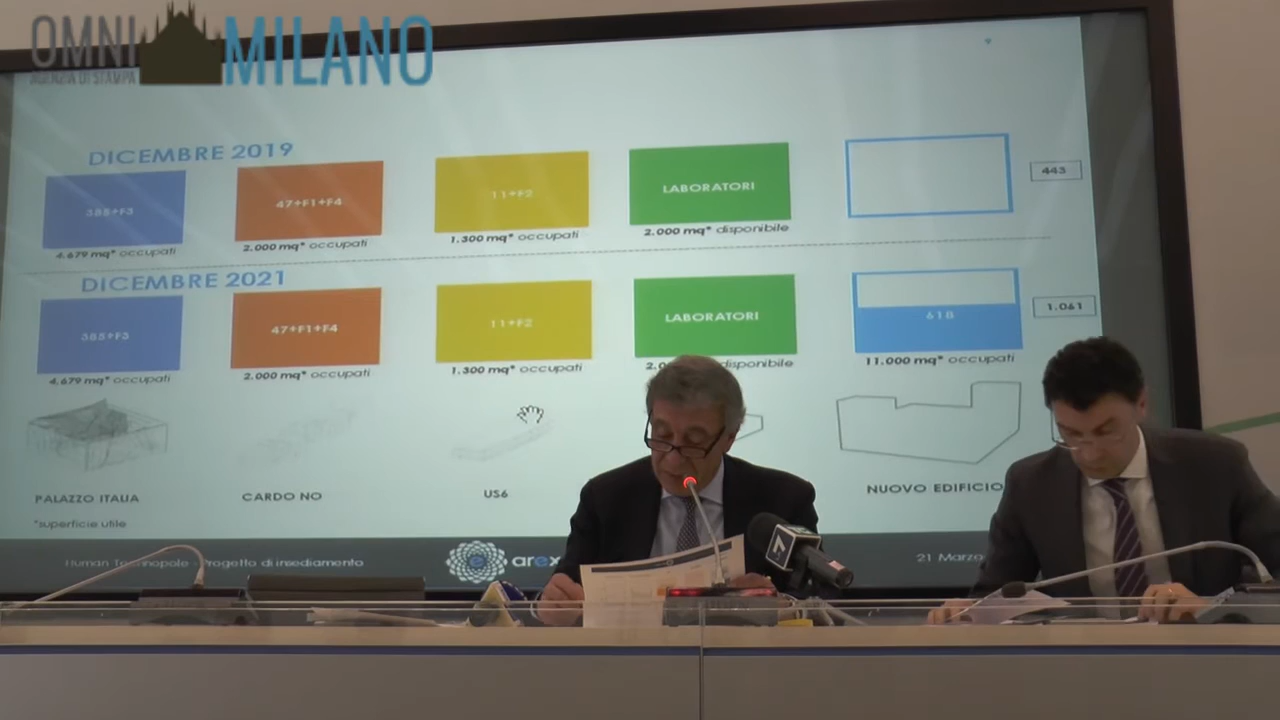 OMNI MILANO
AGENZIA DI STAMPA
9
DICEMBRE 2019
385+F3
47+F1+F4
11+F2
LABORATORI
443
4.679 mq* occupati
2.000 mq* occupati
1.300 mq* occupati
2.000 mq* disponibile
DICEMBRE 2021
385+F3
47+F1+F4
11+F2
LABORATORI
618
1.061
4.679 mq* occupati
2.000 mq* occupati
1.300 mq* occupati
2.0 disponibile
11.000 mq* occupati
PALAZZO ITALIA
CARDO NO
US6
NUOVO EDIFICIO
*superficie utile
Human Technopole - Progetto di insediamento
arex
21 Marzo
7